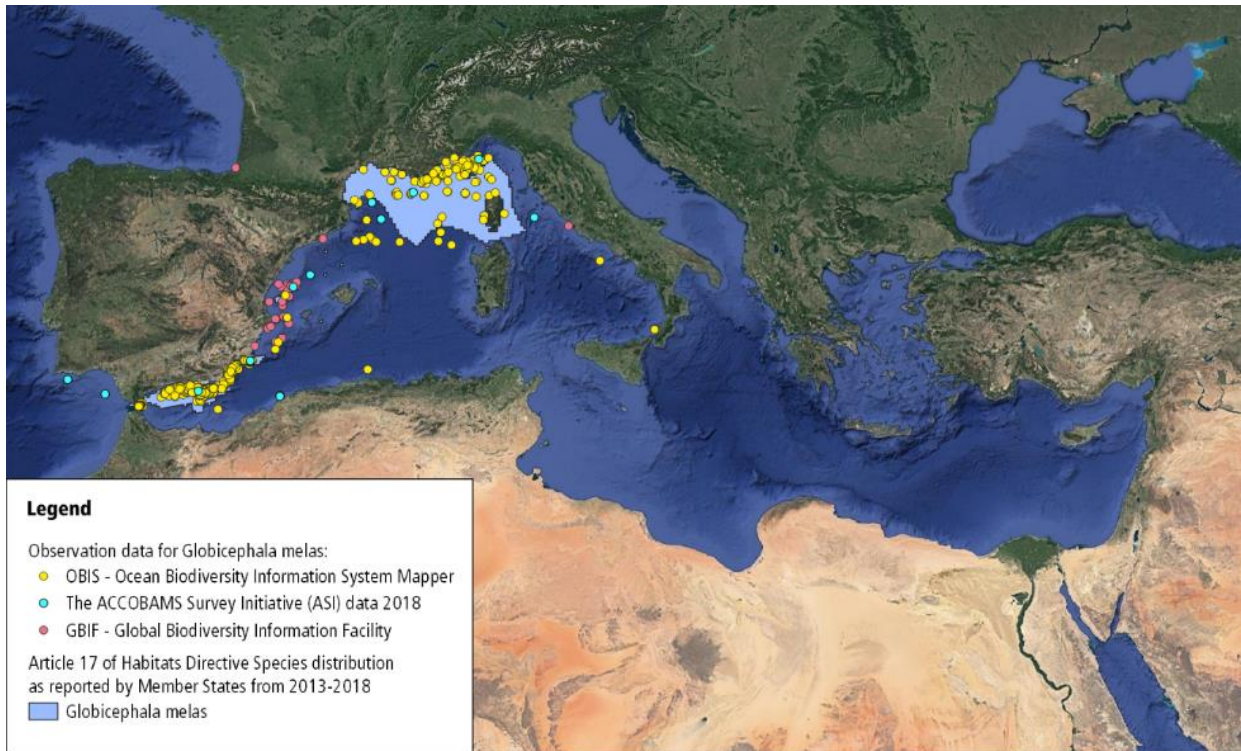 Legend
Observation data for Globicephala melas:
OBIS - Ocean Biodiversity Information System Mapper
The ACCOBAMS Survey Initiative (ASI) data 2018
GBIF - Global Biodiversity Information Facility
Article 17 of Habitats Directive Species distribution
as reported by Member States from 2013-2018
Globicephala melas